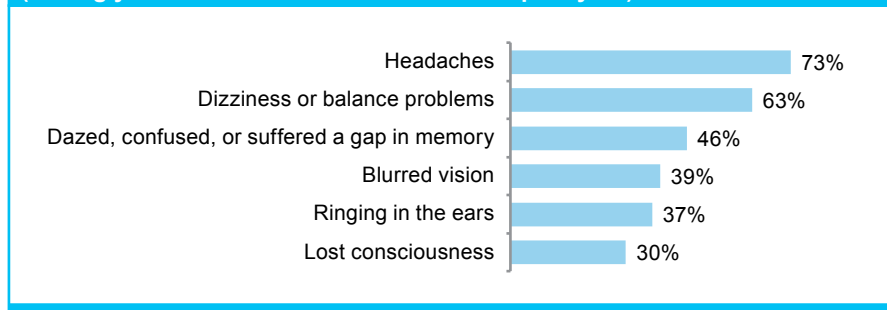 Headaches 73%
Dizziness or balance problems 63%
Dazed, confused, or suffered a gap in memory 46%
Blurred vision 39%
Ringing in the ears 37%
Lost consciousness 30%